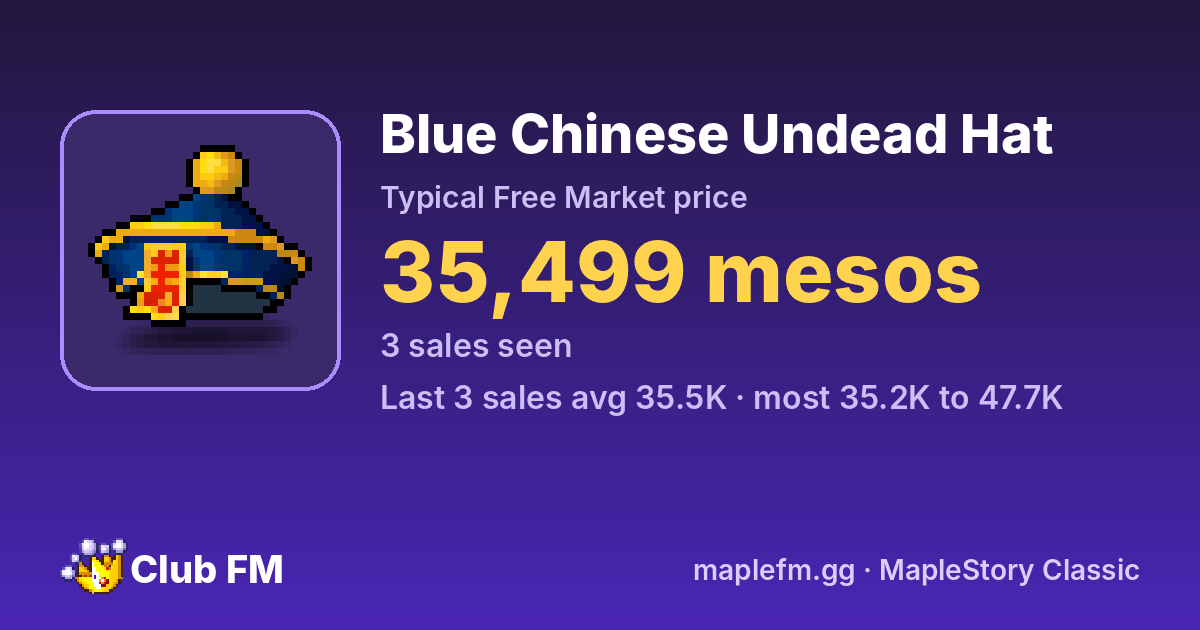 Blue Chinese Undead Hat
Typical Free Market price
35,499 mesos
3 sales seen
Last 3 sales avg 35.5K · most 35.2K to 47.7K
Club FM
maplefm.gg · MapleStory Classic